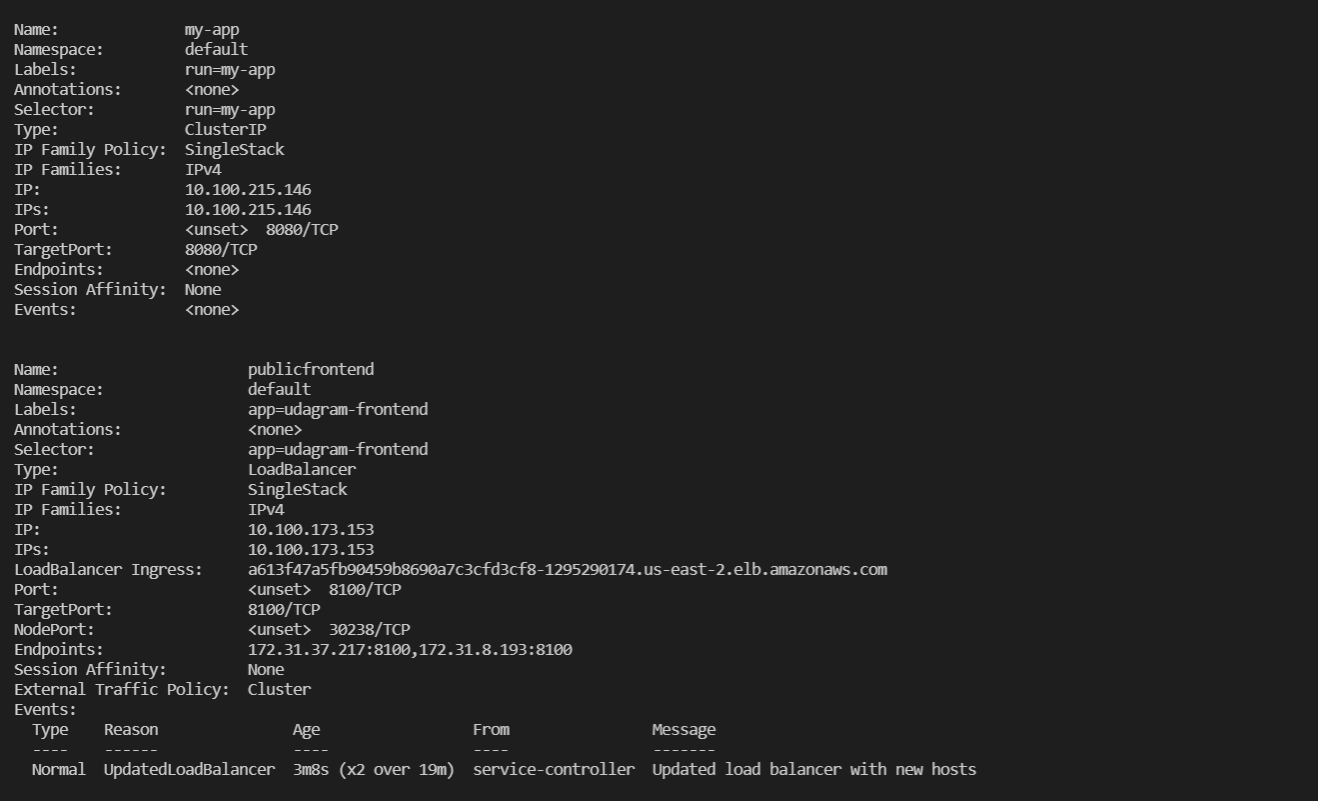 Name:              my-app
Namespace:         default
Labels:            run=my-app
Annotations:       <none>
Selector:          run=my-app
Type:              ClusterIP
IP Family Policy:  SingleStack
IP Families:       IPv4
IP:                10.100.215.146
IPs:               10.100.215.146
Port:              <unset>  8080/TCP
TargetPort:        8080/TCP
Endpoints:         <none>
Session Affinity:  None
Events:            <none>
Name:                     publicfrontend
Namespace:                default
Labels:                   app=udagram-frontend
Annotations:              <none>
Selector:                 app=udagram-frontend
Type:                     LoadBalancer
IP Family Policy:         SingleStack
IP Families:              IPv4
IP:                       10.100.173.153
IPs:                      10.100.173.153
LoadBalancer Ingress:     a613f47a5fb90459b8690a7c3cfd3cf8-1295290174.us-east-2.elb.amazonaws.com
Port:                     <unset>  8100/TCP
TargetPort:               8100/TCP
NodePort:                 <unset>  30238/TCP
Endpoints:                172.31.37.217:8100,172.31.8.193:8100
Session Affinity:         None
External Traffic Policy:  Cluster
Events:
  Type    Reason               Age                 From                Message
  ----    ------               ----                ----                -------
  Normal  UpdatedLoadBalancer  3m8s (x2 over 19m)  service-controller  Updated load balancer with new hosts